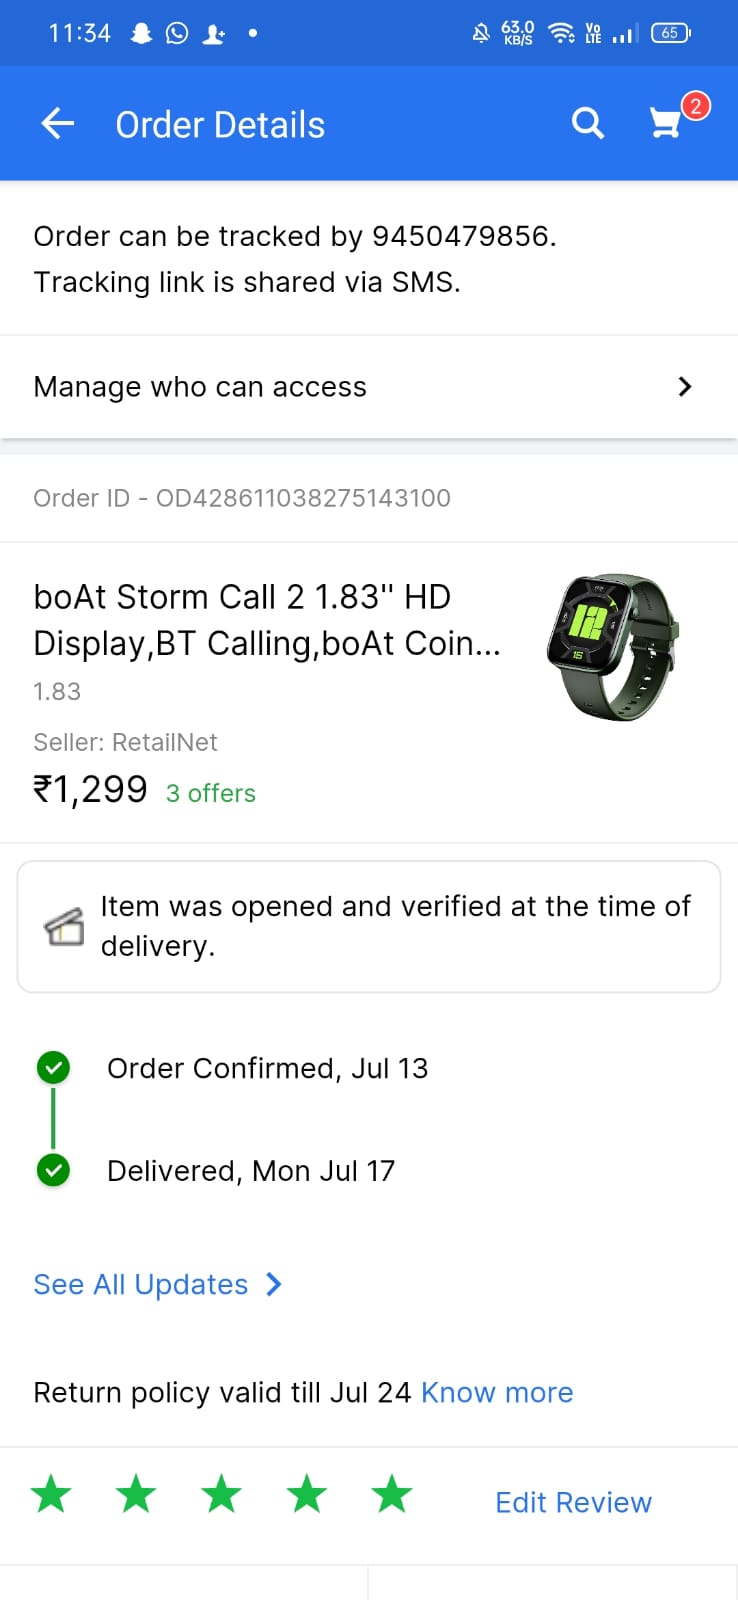 11:34 63.0 KB/S Vo LTE 65
Order Details 2
Order can be tracked by 9450479856.
Tracking link is shared via SMS.
Manage who can access
Order ID - OD428611038275143100
boAt Storm Call 2 1.83'' HD
Display,BT Calling,boAt Coin...
1.83
Seller: RetailNet
₹1,299 3 offers
12
15
Item was opened and verified at the time of
delivery.
Order Confirmed, Jul 13
Delivered, Mon Jul 17
See All Updates
Return policy valid till Jul 24 Know more
Edit Review